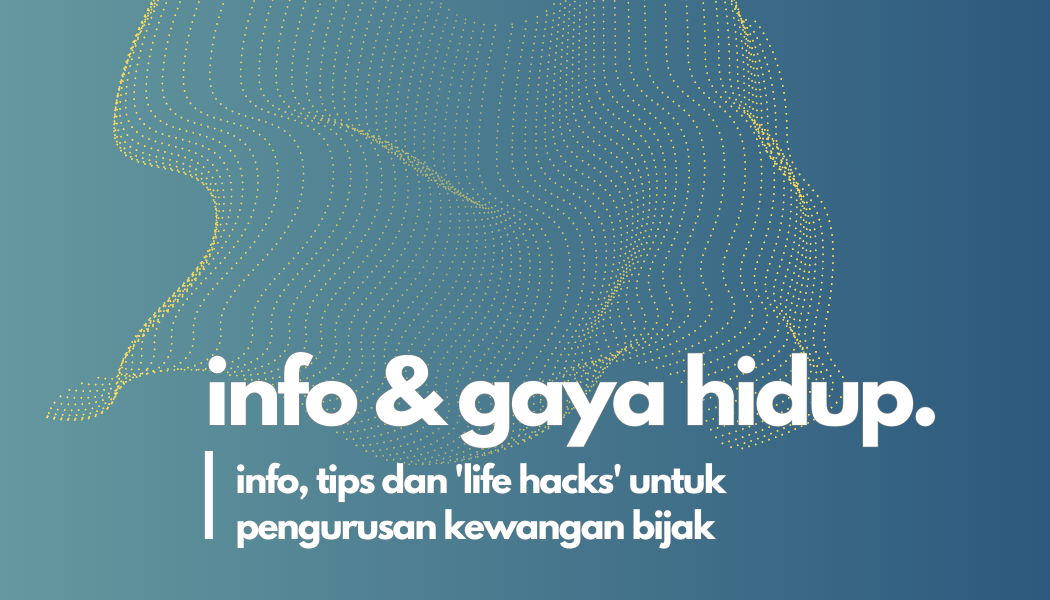 info & gaya hidup.
info, tips dan 'life hacks' untuk
pengurusan kewangan bijak